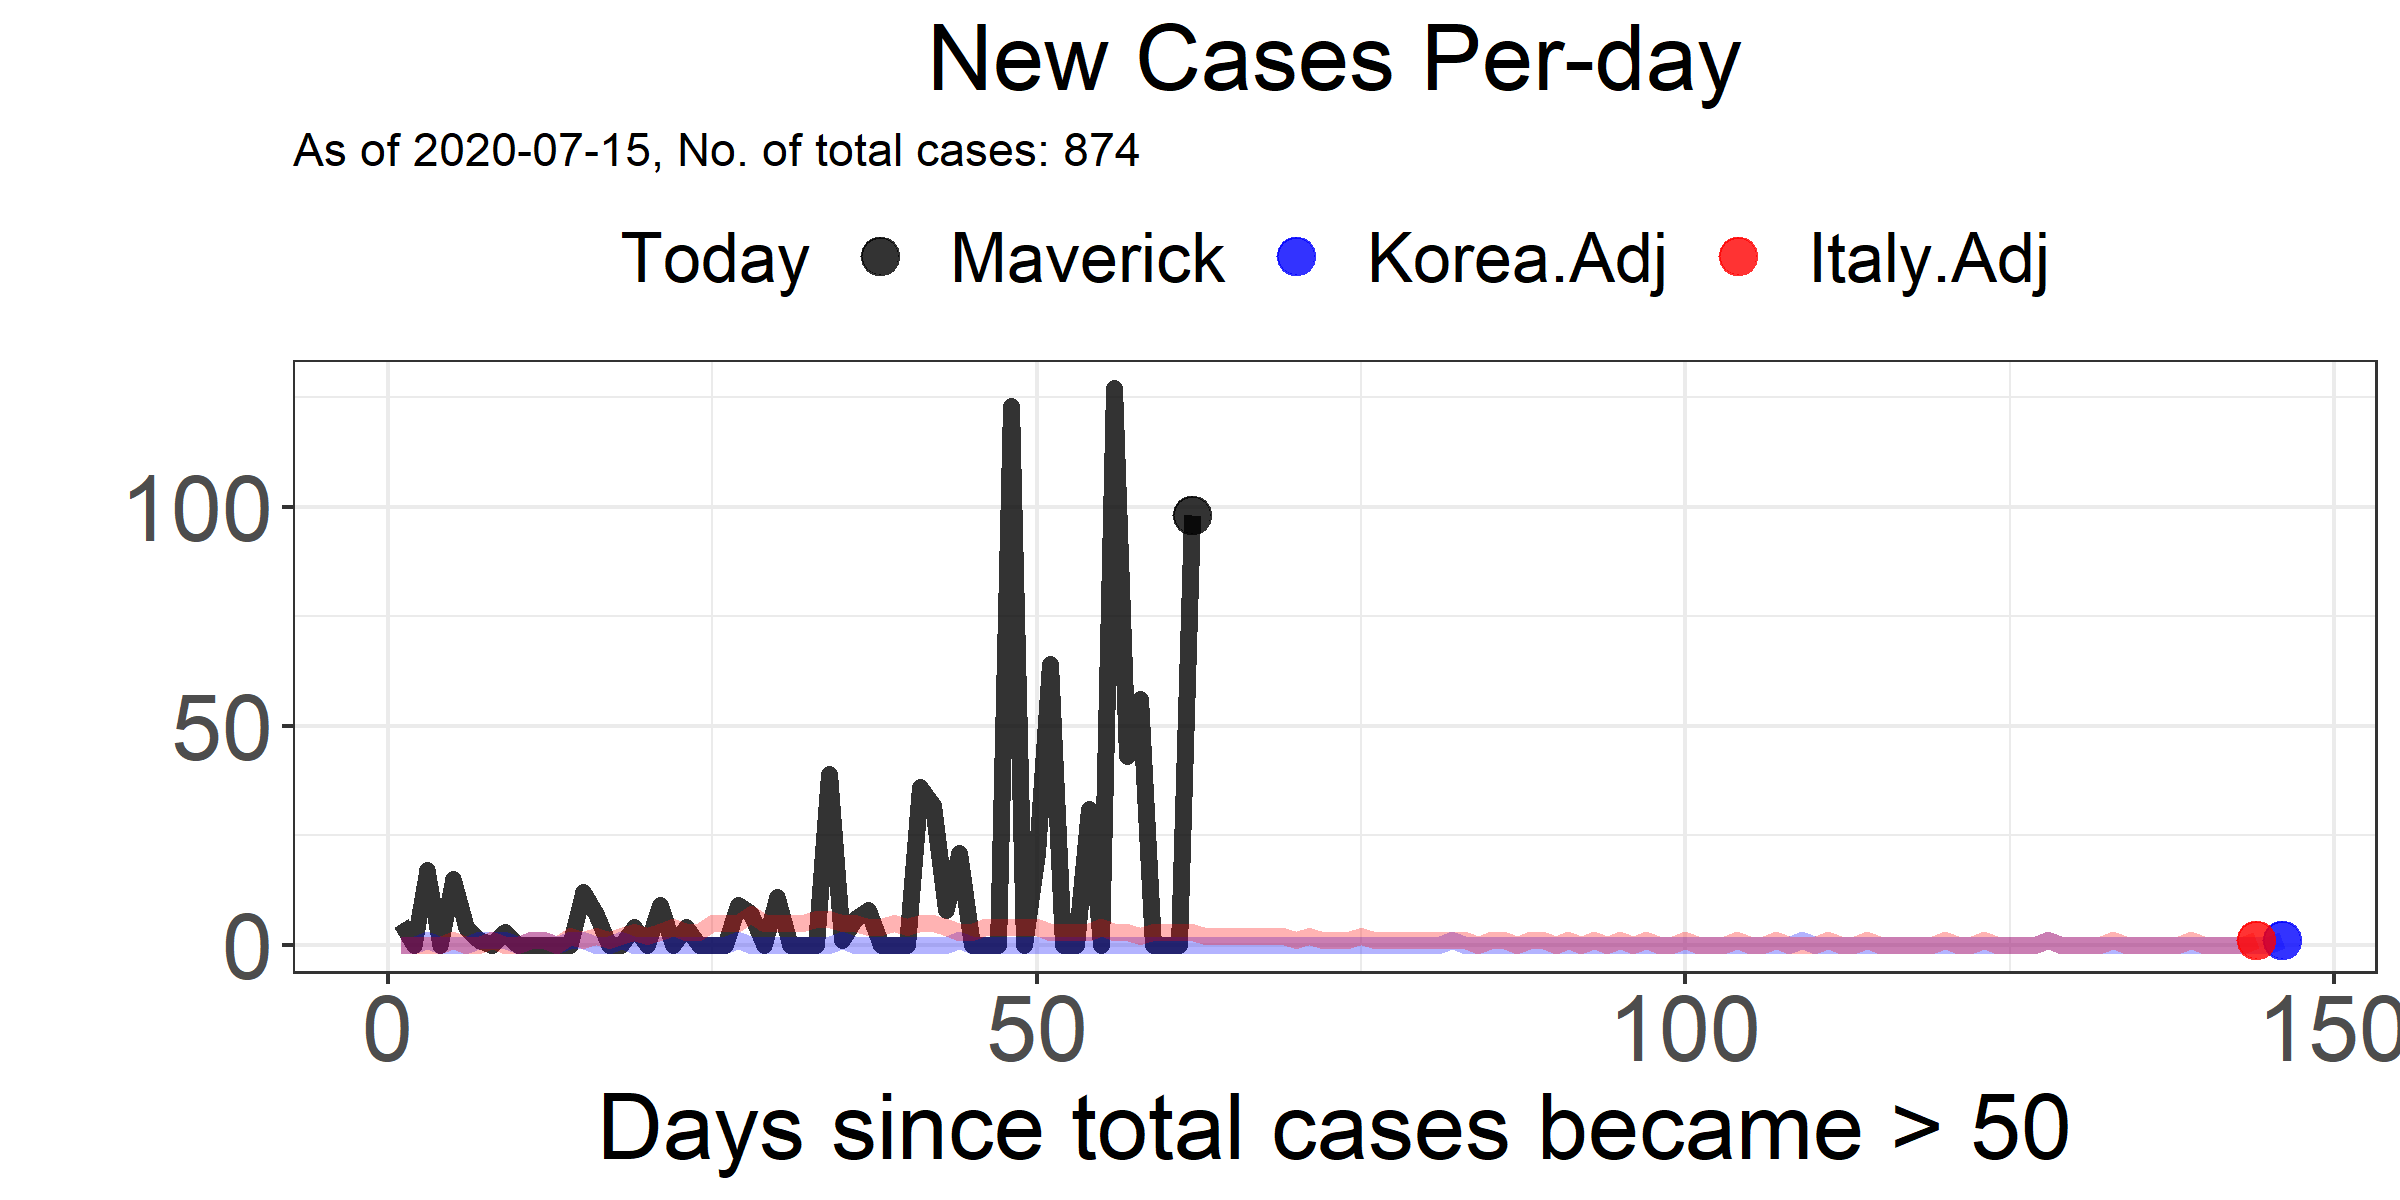 New Cases Per-day
As of 2020-07-15, No. of total cases: 874
Today Maverick Korea.Adj Italy.Adj
100
50
0
0 50 100 150
Days since total cases became > 50